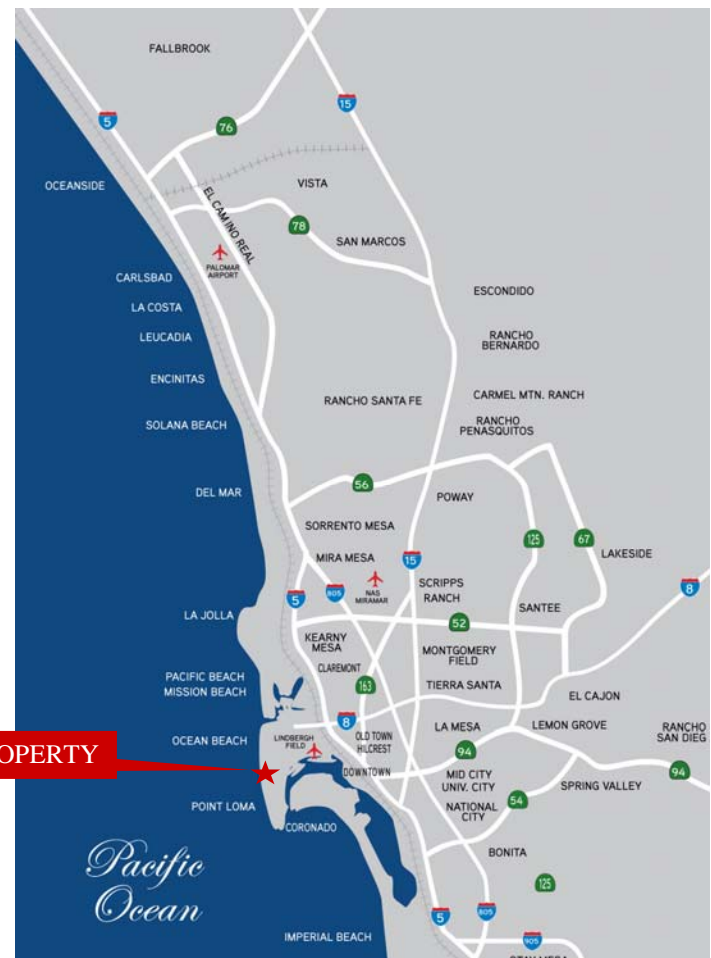 FALLBROOK
15
5
76
OCEANSIDE
VISTA
EL CAMINO REAL
78
SAN MARCOS
PALOMAR
AIRPORT
CARLSBAD
ESCONDIDO
LA COSTA
LEUCADIA
RANCHO
BERNARDO
ENCINITAS
CARMEL MTN. RANCH
RANCHO SANTA FE
SOLANA BEACH
RANCHO
PENASQUITOS
56
DEL MAR
POWAY
SORRENTO MESA
125
67
LAKESIDE
MIRA MESA
15
NAS
MIRAMAR
SCRIPPS
RANCH
8
5
805
SANTEE
LA JOLLA
52
KEARNY
MESA
MONTGOMERY
FIELD
CLAREMONT
PACIFIC BEACH
MISSION BEACH
163
TIERRA SANTA
EL CAJON
8
LA MESA
LEMON GROVE
RANCHO
SAN DIEG
OCEAN BEACH
LINDBERGH
FIELD
OLD TOWN
HILCREST
94
OPERTY
DOWNTOWN
MID CITY
UNIV. CITY
94
SPRING VALLEY
POINT LOMA
NATIONAL
CITY
54
CORONADO
BONITA
Pacific
Ocean
125
5
805
IMPERIAL BEACH
905